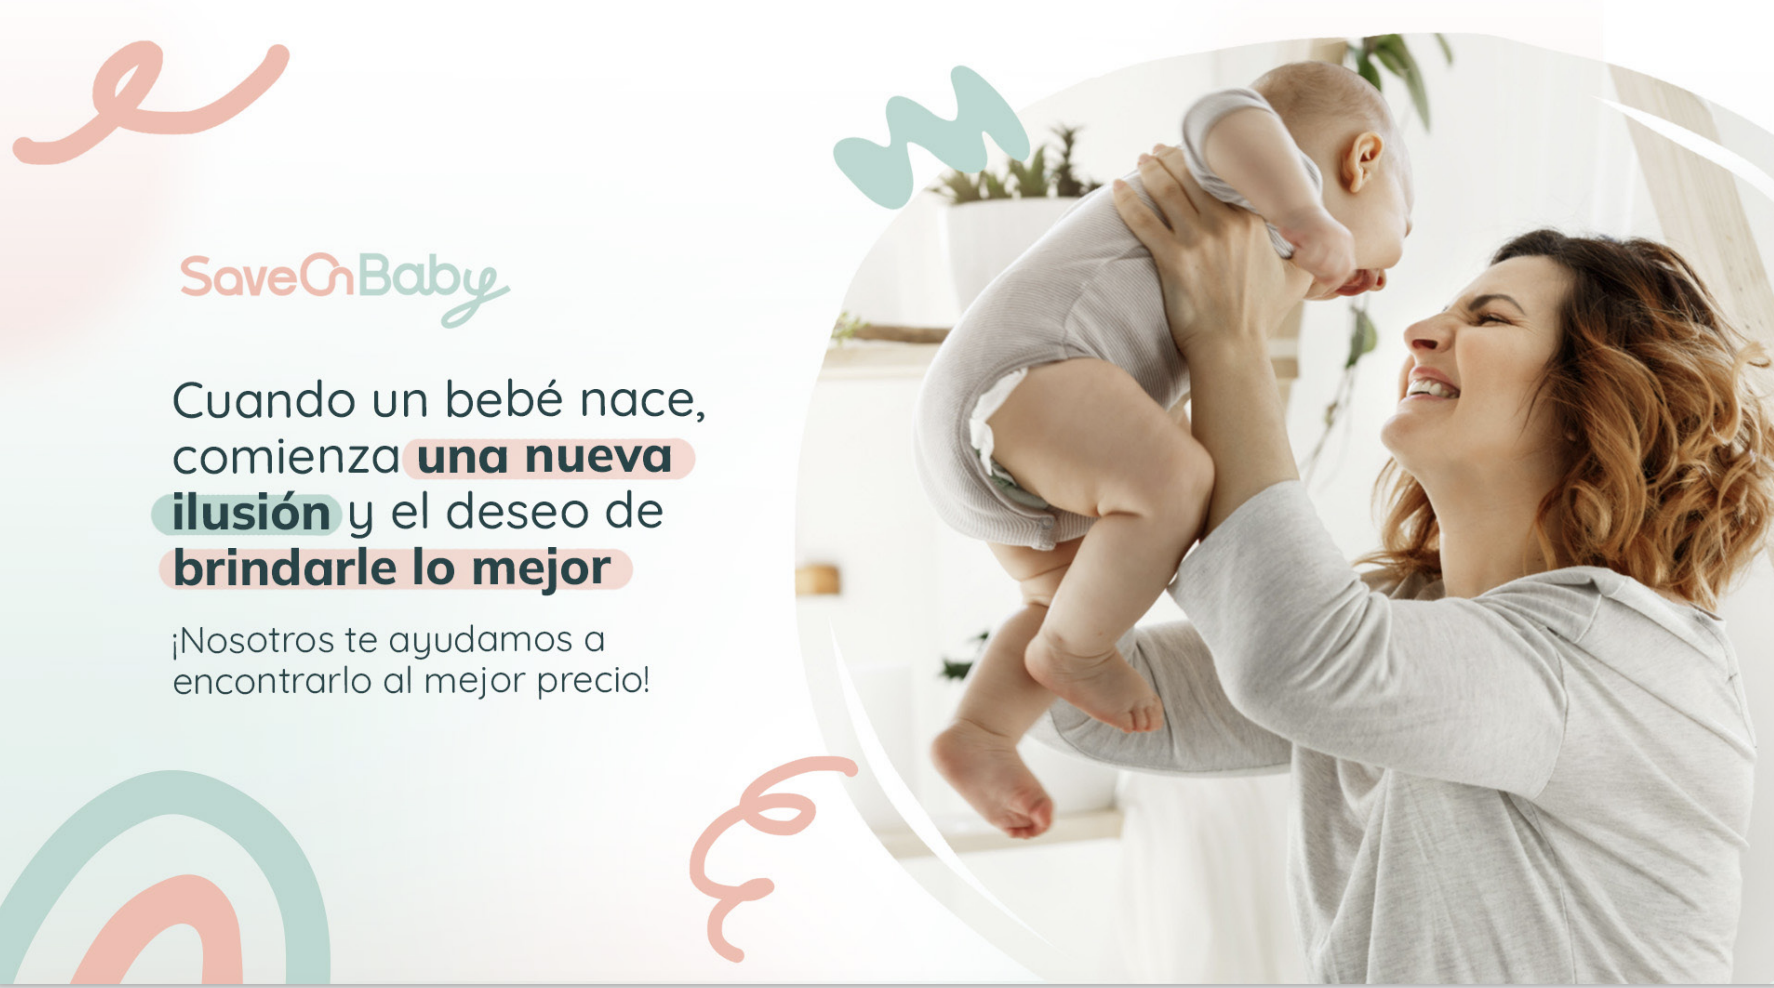 SaveOnBaby
Cuando un bebé nace,
comienza una nueva
ilusión y el deseo de
brindarle lo mejor
¡Nosotros te ayudamos a
encontrarlo al mejor precio!